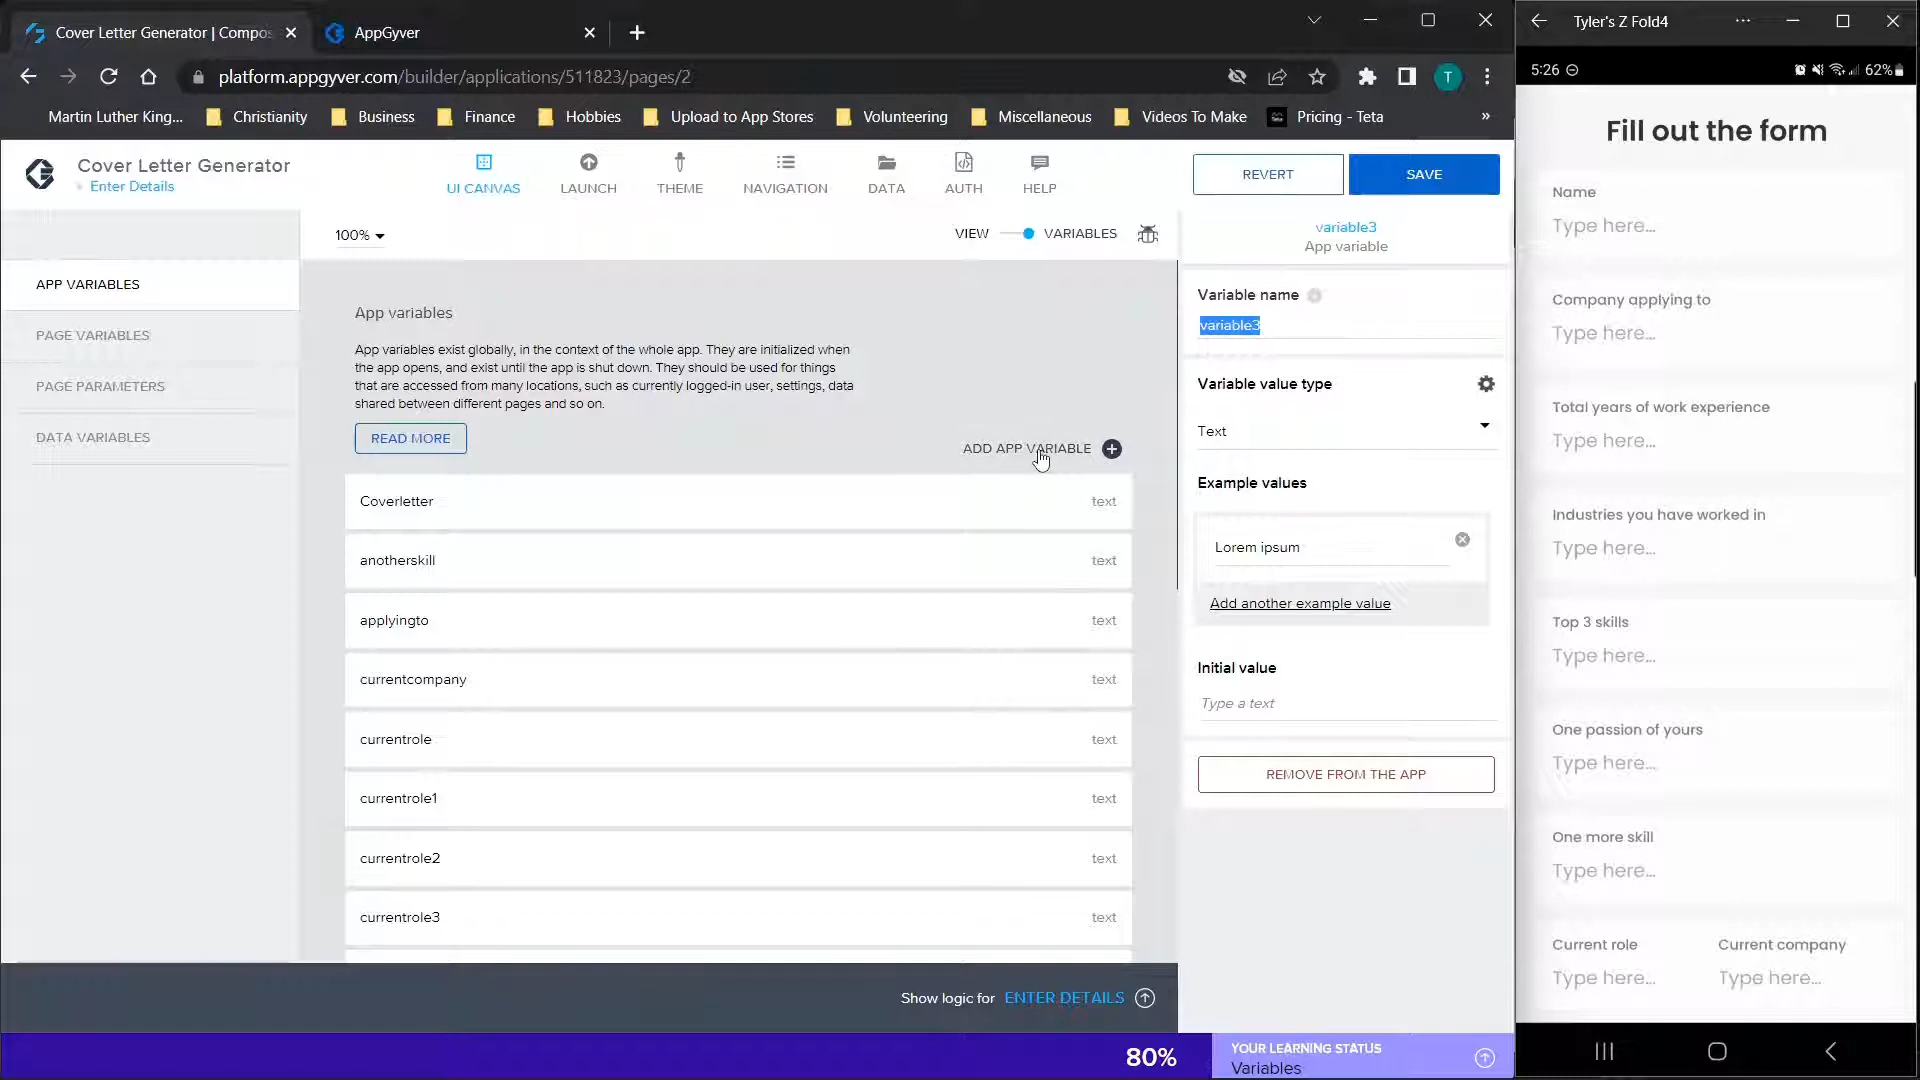 Cover Letter Generator | Compos
AppGyver
platform.appgyver.com/builder/applications/511823/pages/2
T
Martin Luther King...
Christianity
Business
Finance
Hobbies
Upload to App Stores
Volunteering
Miscellaneous
Videos To Make
Pricing - Teta
»
Cover Letter Generator
Enter Details
UI CANVAS
LAUNCH
THEME
NAVIGATION
DATA
AUTH
HELP
REVERT
SAVE
APP VARIABLES
PAGE VARIABLES
PAGE PARAMETERS
DATA VARIABLES
100%
VIEW
VARIABLES
App variables
App variables exist globally, in the context of the whole app. They are initialized when
the app opens, and exist until the app is shut down. They should be used for things
that are accessed from many locations, such as currently logged-in user, settings, data
shared between different pages and so on.
READ MORE
ADD APP VARIABLE
Coverletter text
anotherskill text
applyingto text
currentcompany text
currentrole text
currentrole1 text
currentrole2 text
currentrole3 text
Show logic for ENTER DETAILS
80%
YOUR LEARNING STATUS
Variables
variable3
App variable
Variable name
variable3
Variable value type
Text
Example values
Lorem ipsum
Add another example value
Initial value
Type a text
REMOVE FROM THE APP
Tyler's Z Fold4
5:26
62%
Fill out the form
Name
Type here...
Company applying to
Type here...
Total years of work experience
Type here...
Industries you have worked in
Type here...
Top 3 skills
Type here...
One passion of yours
Type here...
One more skill
Type here...
Current role Current company
Type here... Type here...